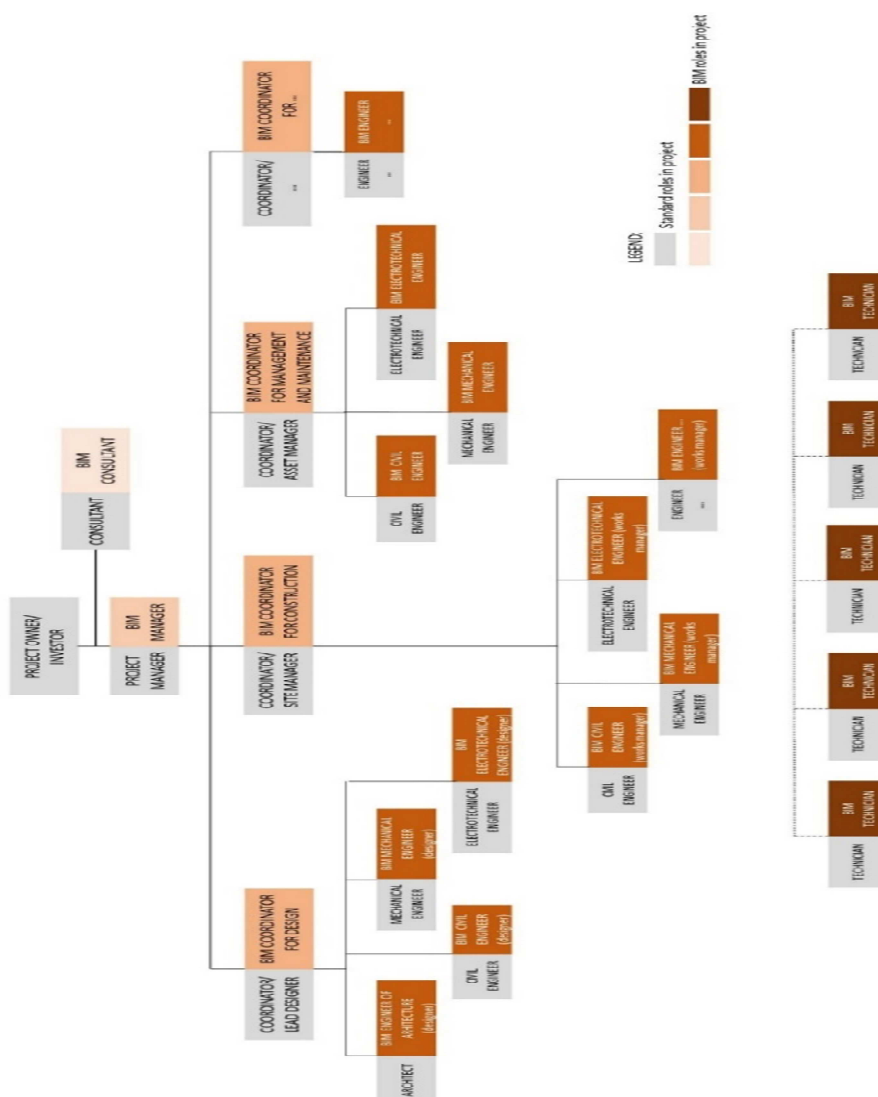 PROJECT OWNER/
INVESTOR
CONSULTANT
BIM
CONSULTANT
PROJECT
MANAGER
BIM
MANAGER
COORDINATOR/
LEAD DESIGNER
BIM COORDINATOR
FOR DESIGN
COORDINATOR/
SITE MANAGER
BIM COORDINATOR
FOR CONSTRUCTION
COORDINATOR/
ASSET MANAGER
BIM COORDINATOR
FOR MANAGEMENT
AND MAINTENANCE
COORDINATOR/
...
BIM COORDINATOR
FOR ...
ARCHITECT
BIM ENGINEER OF
ARHITECTURE
(designer)
MECHANICAL
ENGINEER
BIM MECHANICAL
ENGINEER
(designer)
CIVIL
ENGINEER
BIM CIVIL
ENGINEER
(designer)
ELECTROTECHNICAL
ENGINEER
BIM
ELECTROTECHNICAL
ENGINEER (designer)
CIVIL
ENGINEER
BIM CIVIL
ENGINEER
ELECTROTECHNICAL
ENGINEER
BIM ELECTROTECHNICAL
ENGINEER
MECHANICAL
ENGINEER
BIM MECHANICAL
ENGINEER
ENGINEER
...
BIM ENGINEER
...
CIVIL
ENGINEER
BIM CIVIL
ENGINEER
(works manager)
ELECTROTECHNICAL
ENGINEER
BIM ELECTROTECHNICAL
ENGINEER (works
manager)
MECHANICAL
ENGINEER
BIM MECHANICAL
ENGINEER (works
manager)
ENGINEER
...
BIM ENGINEER....
(works manager)
LEGEND:
Standard roles in project
BIM roles in project
TECHNICIAN
BIM
TECHNICIAN
TECHNICIAN
BIM
TECHNICIAN
TECHNICIAN
BIM
TECHNICIAN
TECHNICIAN
BIM
TECHNICIAN
TECHNICIAN
BIM
TECHNICIAN